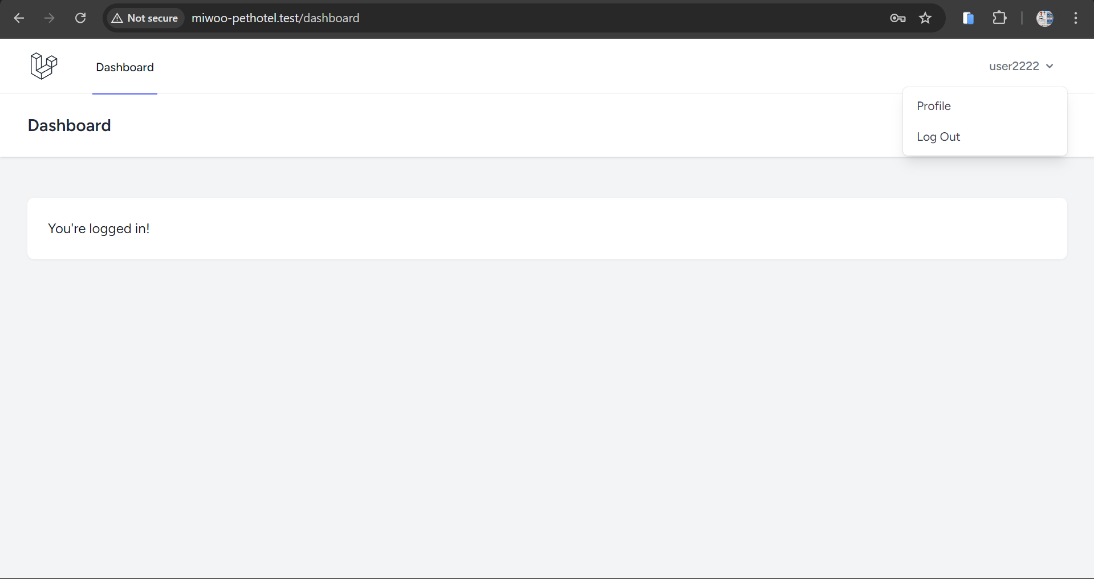 Not secure
miwoo-pethotel.test/dashboard
Dashboard
user2222
Profile
Log Out
Dashboard
You're logged in!